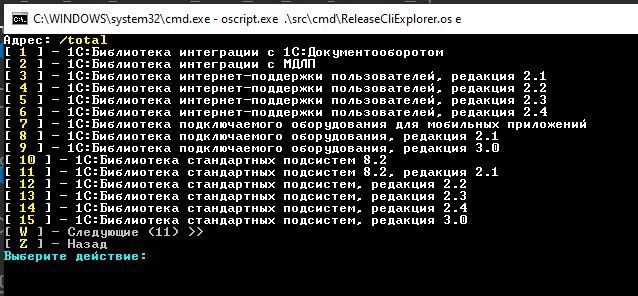 C:\WINDOWS\system32\cmd.exe - oscript.exe .\src\cmd\ReleaseCliExplorer.os e
Адрес: /total
[ 1 ] - 1С:Библиотека интеграции с 1С:Документооборотом
[ 2 ] - 1С:Библиотека интеграции с МДЛП
[ 3 ] - 1С:Библиотека интернет-поддержки пользователей, редакция 2.1
[ 4 ] - 1С:Библиотека интернет-поддержки пользователей, редакция 2.2
[ 5 ] - 1С:Библиотека интернет-поддержки пользователей, редакция 2.3
[ 6 ] - 1С:Библиотека интернет-поддержки пользователей, редакция 2.4
[ 7 ] - 1С:Библиотека подключаемого оборудования для мобильных приложений
[ 8 ] - 1С:Библиотека подключаемого оборудования, редакция 2.1
[ 9 ] - 1С:Библиотека подключаемого оборудования, редакция 3.0
[ 10 ] - 1С:Библиотека стандартных подсистем 8.2
[ 11 ] - 1С:Библиотека стандартных подсистем 8.2, редакция 2.1
[ 12 ] - 1С:Библиотека стандартных подсистем, редакция 2.2
[ 13 ] - 1С:Библиотека стандартных подсистем, редакция 2.3
[ 14 ] - 1С:Библиотека стандартных подсистем, редакция 2.4
[ 15 ] - 1С:Библиотека стандартных подсистем, редакция 3.0
[ W ] - Следующие (11) >>
[ Z ] - Назад
Выберите действие: